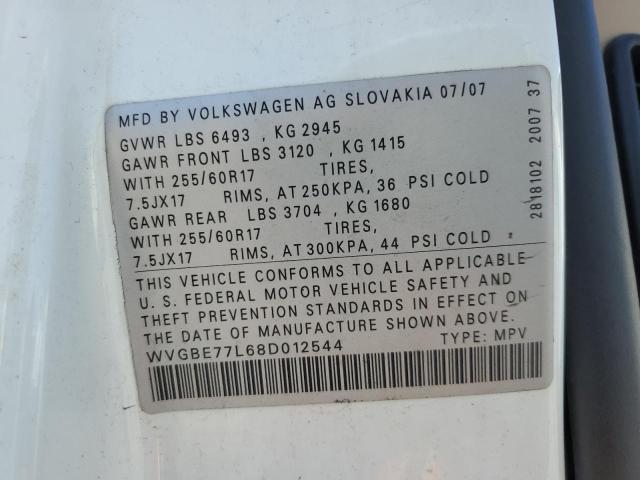 MFD BY VOLKSWAGEN AG SLOVAKIA 07/07
GVWR LBS 6493 , KG 2945
GAWR FRONT LBS 3120 , KG 1415
WITH 255/60R17 TIRES,
7.5JX17 RIMS, AT 250KPA, 36 PSI COLD
GAWR REAR LBS 3704 , KG 1680
WITH 255/60R17 TIRES,
7.5JX17 RIMS, AT 300KPA, 44 PSI COLD
THIS VEHICLE CONFORMS TO ALL APPLICABLE
U. S. FEDERAL MOTOR VEHICLE SAFETY AND
THEFT PREVENTION STANDARDS IN EFFECT ON
THE DATE OF MANUFACTURE SHOWN ABOVE.
WVGBE77L68D012544 TYPE: MPV
2818102 2007 37